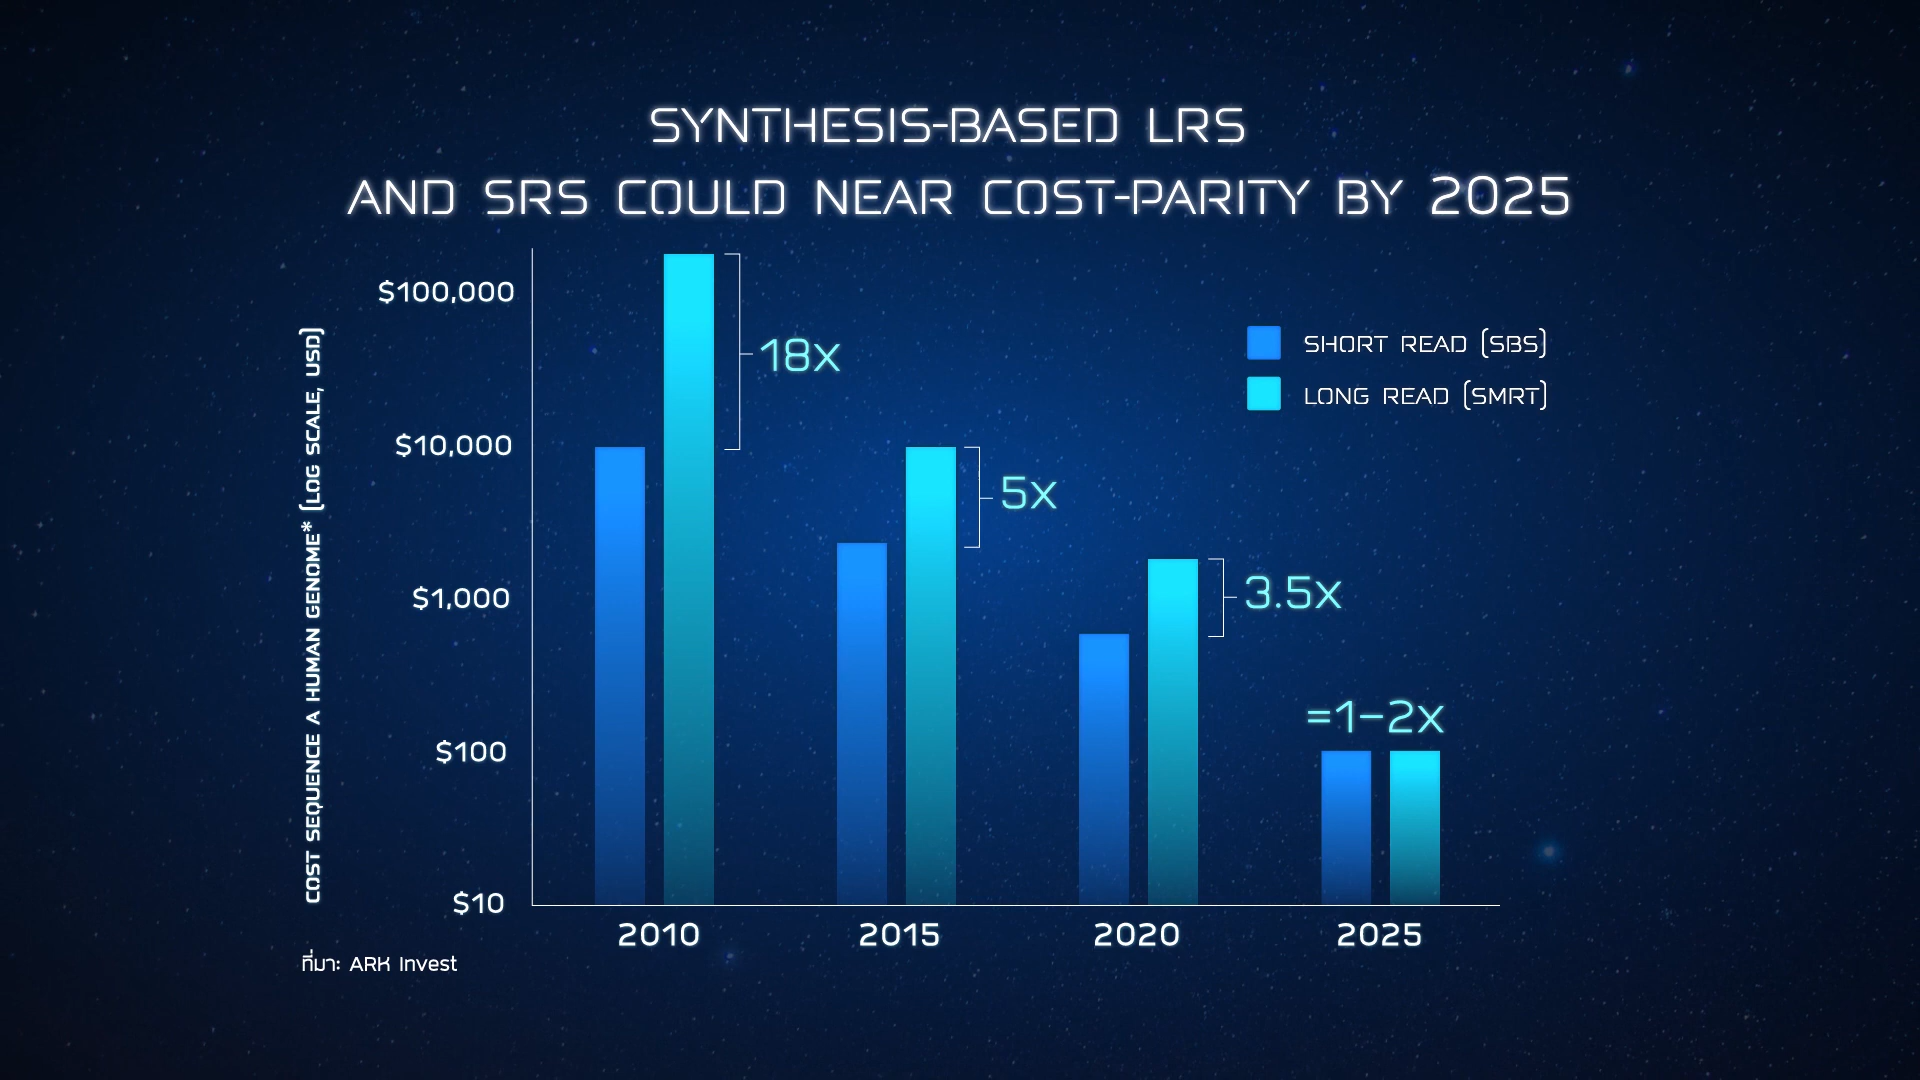 SYNTHESIS-BASED LRS
AND SRS COULD NEAR COST-PARITY BY 2025
COST SEQUENCE A HUMAN GENOME* (LOG SCALE, USD)
$100,000
$10,000
$1,000
$100
$10
18X
5X
3.5X
=1-2X
SHORT READ (SBS)
LONG READ (SMRT)
2010
2015
2020
2025
ที่มา: ARK Invest